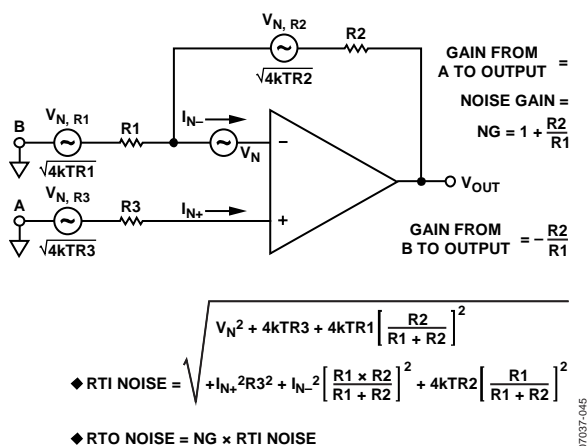 V_N, R2
R2
√4kTR2
GAIN FROM
A TO OUTPUT =
NOISE GAIN =
NG = 1 + R2/R1
B
V_N, R1
R1
I_N–
V_N
–
√4kTR1
A
V_N, R3
R3
I_N+
+
√4kTR3
V_OUT
GAIN FROM
B TO OUTPUT = – R2/R1
◆ RTI NOISE = √ V_N² + 4kTR3 + 4kTR1 [R2/(R1 + R2)]²
+I_N+²R3² + I_N–² [(R1 × R2)/(R1 + R2)]² + 4kTR2 [R1/(R1 + R2)]²
◆ RTO NOISE = NG × RTI NOISE
07037-045